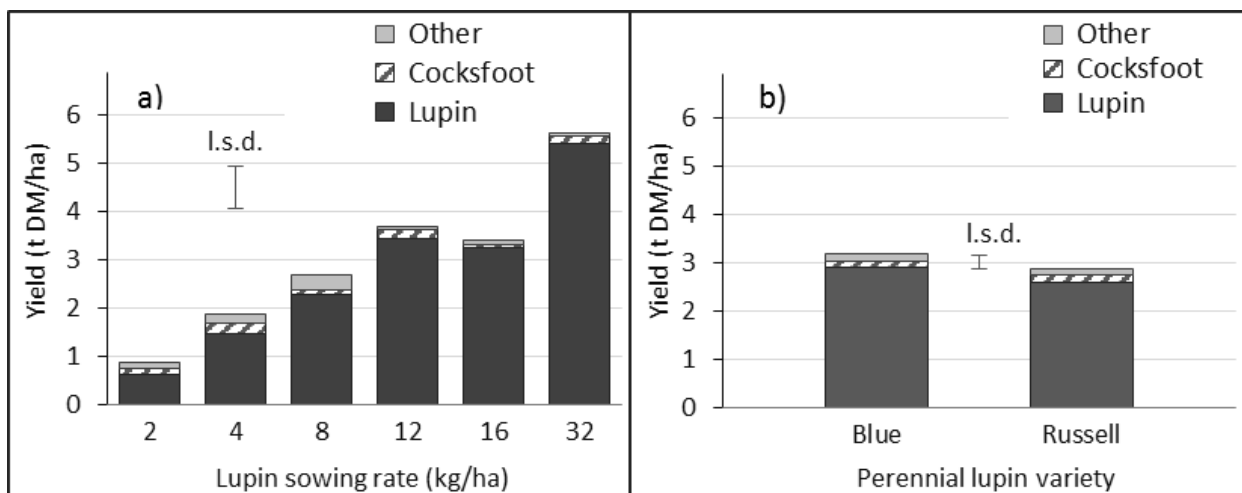 a)
Other
Cocksfoot
Lupin
l.s.d.
Yield (t DM/ha)
6
5
4
3
2
1
0
2 4 8 12 16 32
Lupin sowing rate (kg/ha)
b)
Other
Cocksfoot
Lupin
l.s.d.
Yield (t DM/ha)
6
5
4
3
2
1
0
Blue Russell
Perennial lupin variety